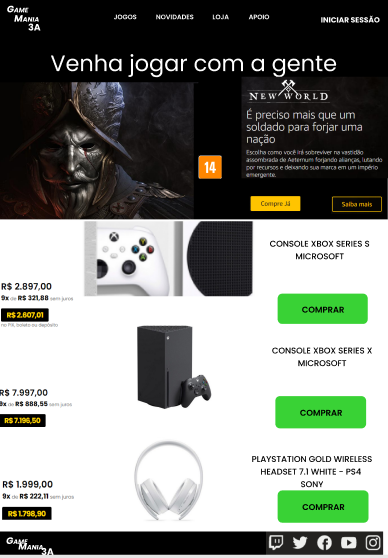 GAME
MANIA
3A
JOGOS
NOVIDADES
LOJA
APOIO
INICIAR SESSÃO
Venha jogar com a gente
NEW WORLD
É preciso mais que um
soldado para forjar uma
nação
Escolha como você irá sobreviver na vastidão
assombrada de Aeternum forjando alianças, lutando
por recursos e deixando sua marca em um império
emergente.
14
Compre Já
Saiba mais
CONSOLE XBOX SERIES S
MICROSOFT
R$ 2.897,00
9x de R$ 321,88 sem juros
R$ 2.607,01
no PIX, boleto ou depósito
COMPRAR
CONSOLE XBOX SERIES X
MICROSOFT
R$ 7.997,00
9x de R$ 888,55 sem juros
R$ 7.196,50
COMPRAR
PLAYSTATION GOLD WIRELESS
HEADSET 7.1 WHITE - PS4
SONY
R$ 1.999,00
9x de R$ 222,11 sem juros
R$ 1.798,90
COMPRAR
GAME
MANIA
3A